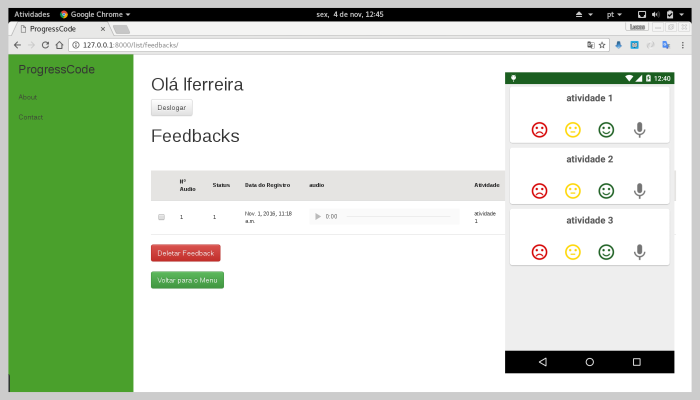 Atividades Google Chrome sex, 4 de nov, 12:45 pt
ProgressCode
127.0.0.1:8000/list/feedbacks/
ProgressCode
About
Contact
Olá lferreira
Deslogar
Feedbacks
Nº Audio Status Data do Registro audio Atividade
1 1 Nov. 1, 2016, 11:18 a.m. 0:00 atividade 1
Deletar Feedback
Voltar para o Menu
12:40
atividade 1
atividade 2
atividade 3